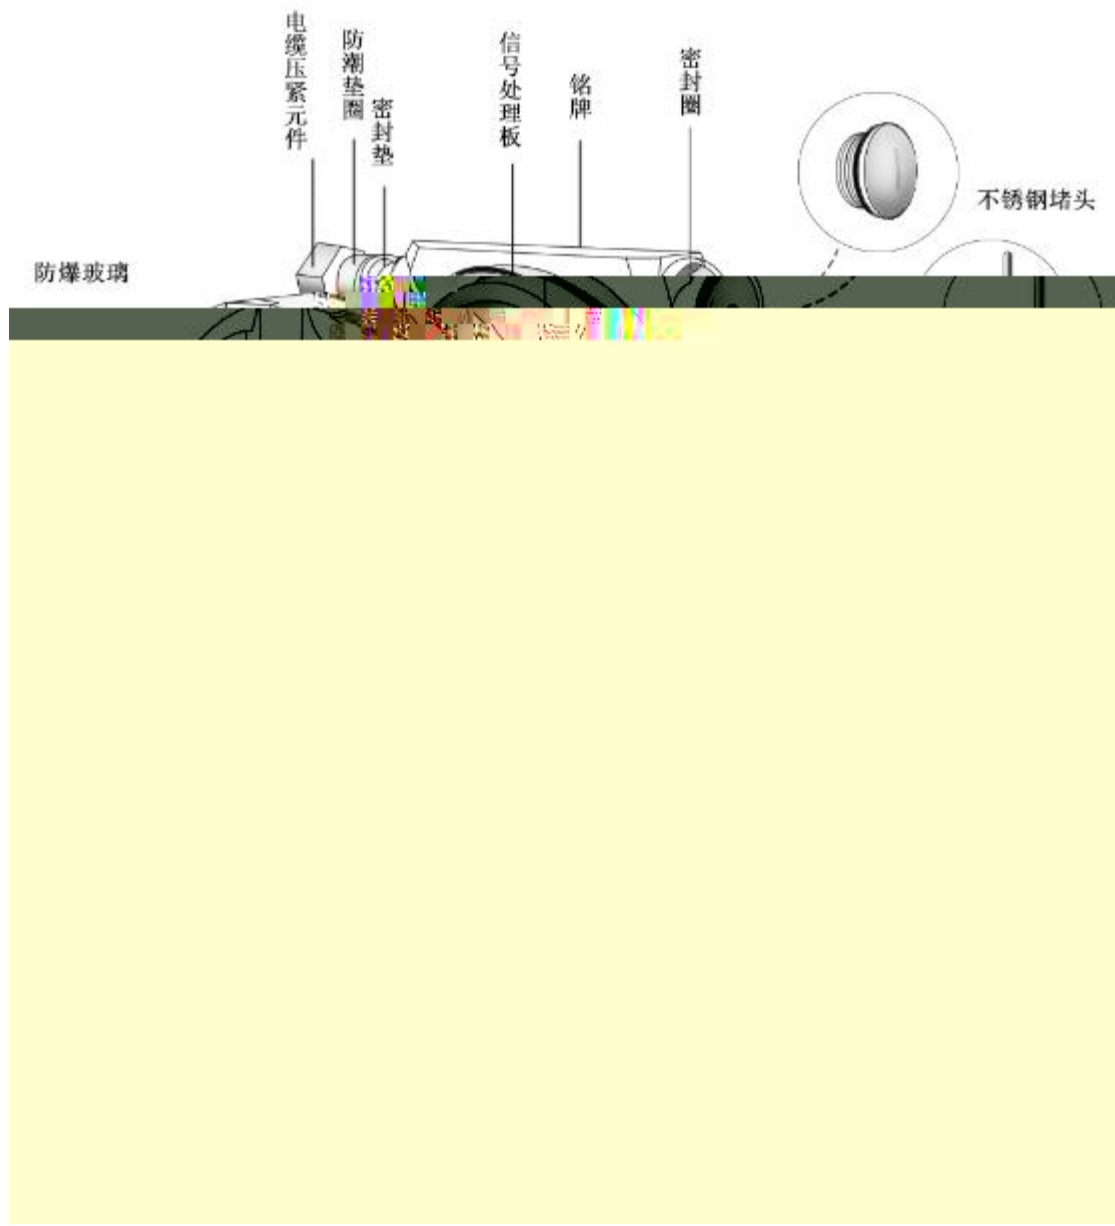 电缆压紧元件
防潮垫圈
密封垫
信号处理板
铭牌
密封圈
不锈钢堵头
防爆玻璃